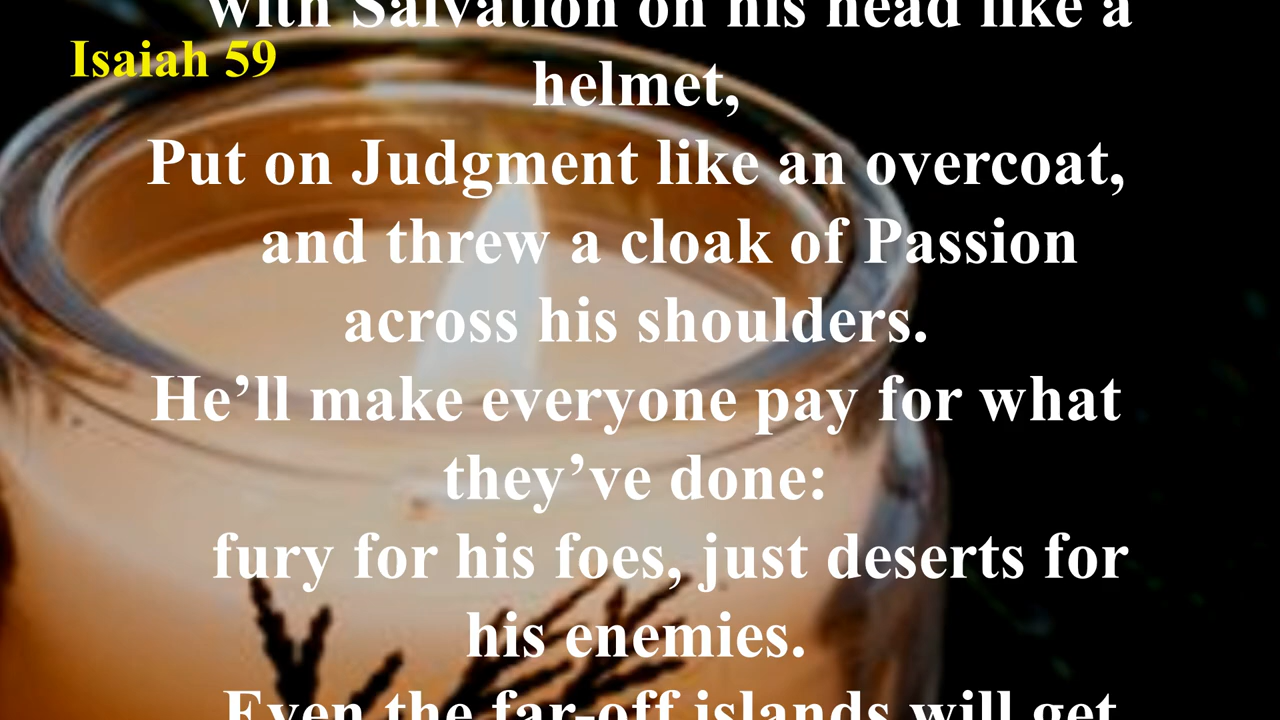 with Salvation on his head like a
Isaiah 59
helmet,
Put on Judgment like an overcoat,
and threw a cloak of Passion
across his shoulders.
He’ll make everyone pay for what
they’ve done:
fury for his foes, just deserts for
his enemies.
Even the far-off islands will get